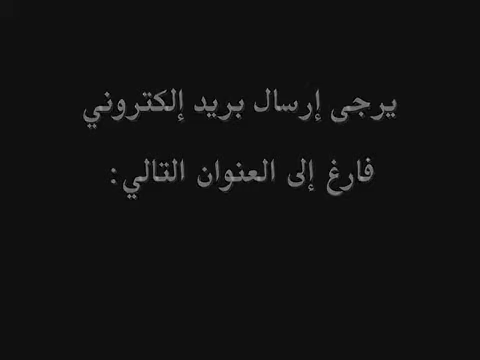 يرجى إرسال بريد إلكتروني
فارغ إلى العنوان التالي: